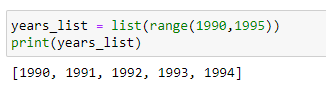 years_list = list(range(1990,1995))
print(years_list)
[1990, 1991, 1992, 1993, 1994]